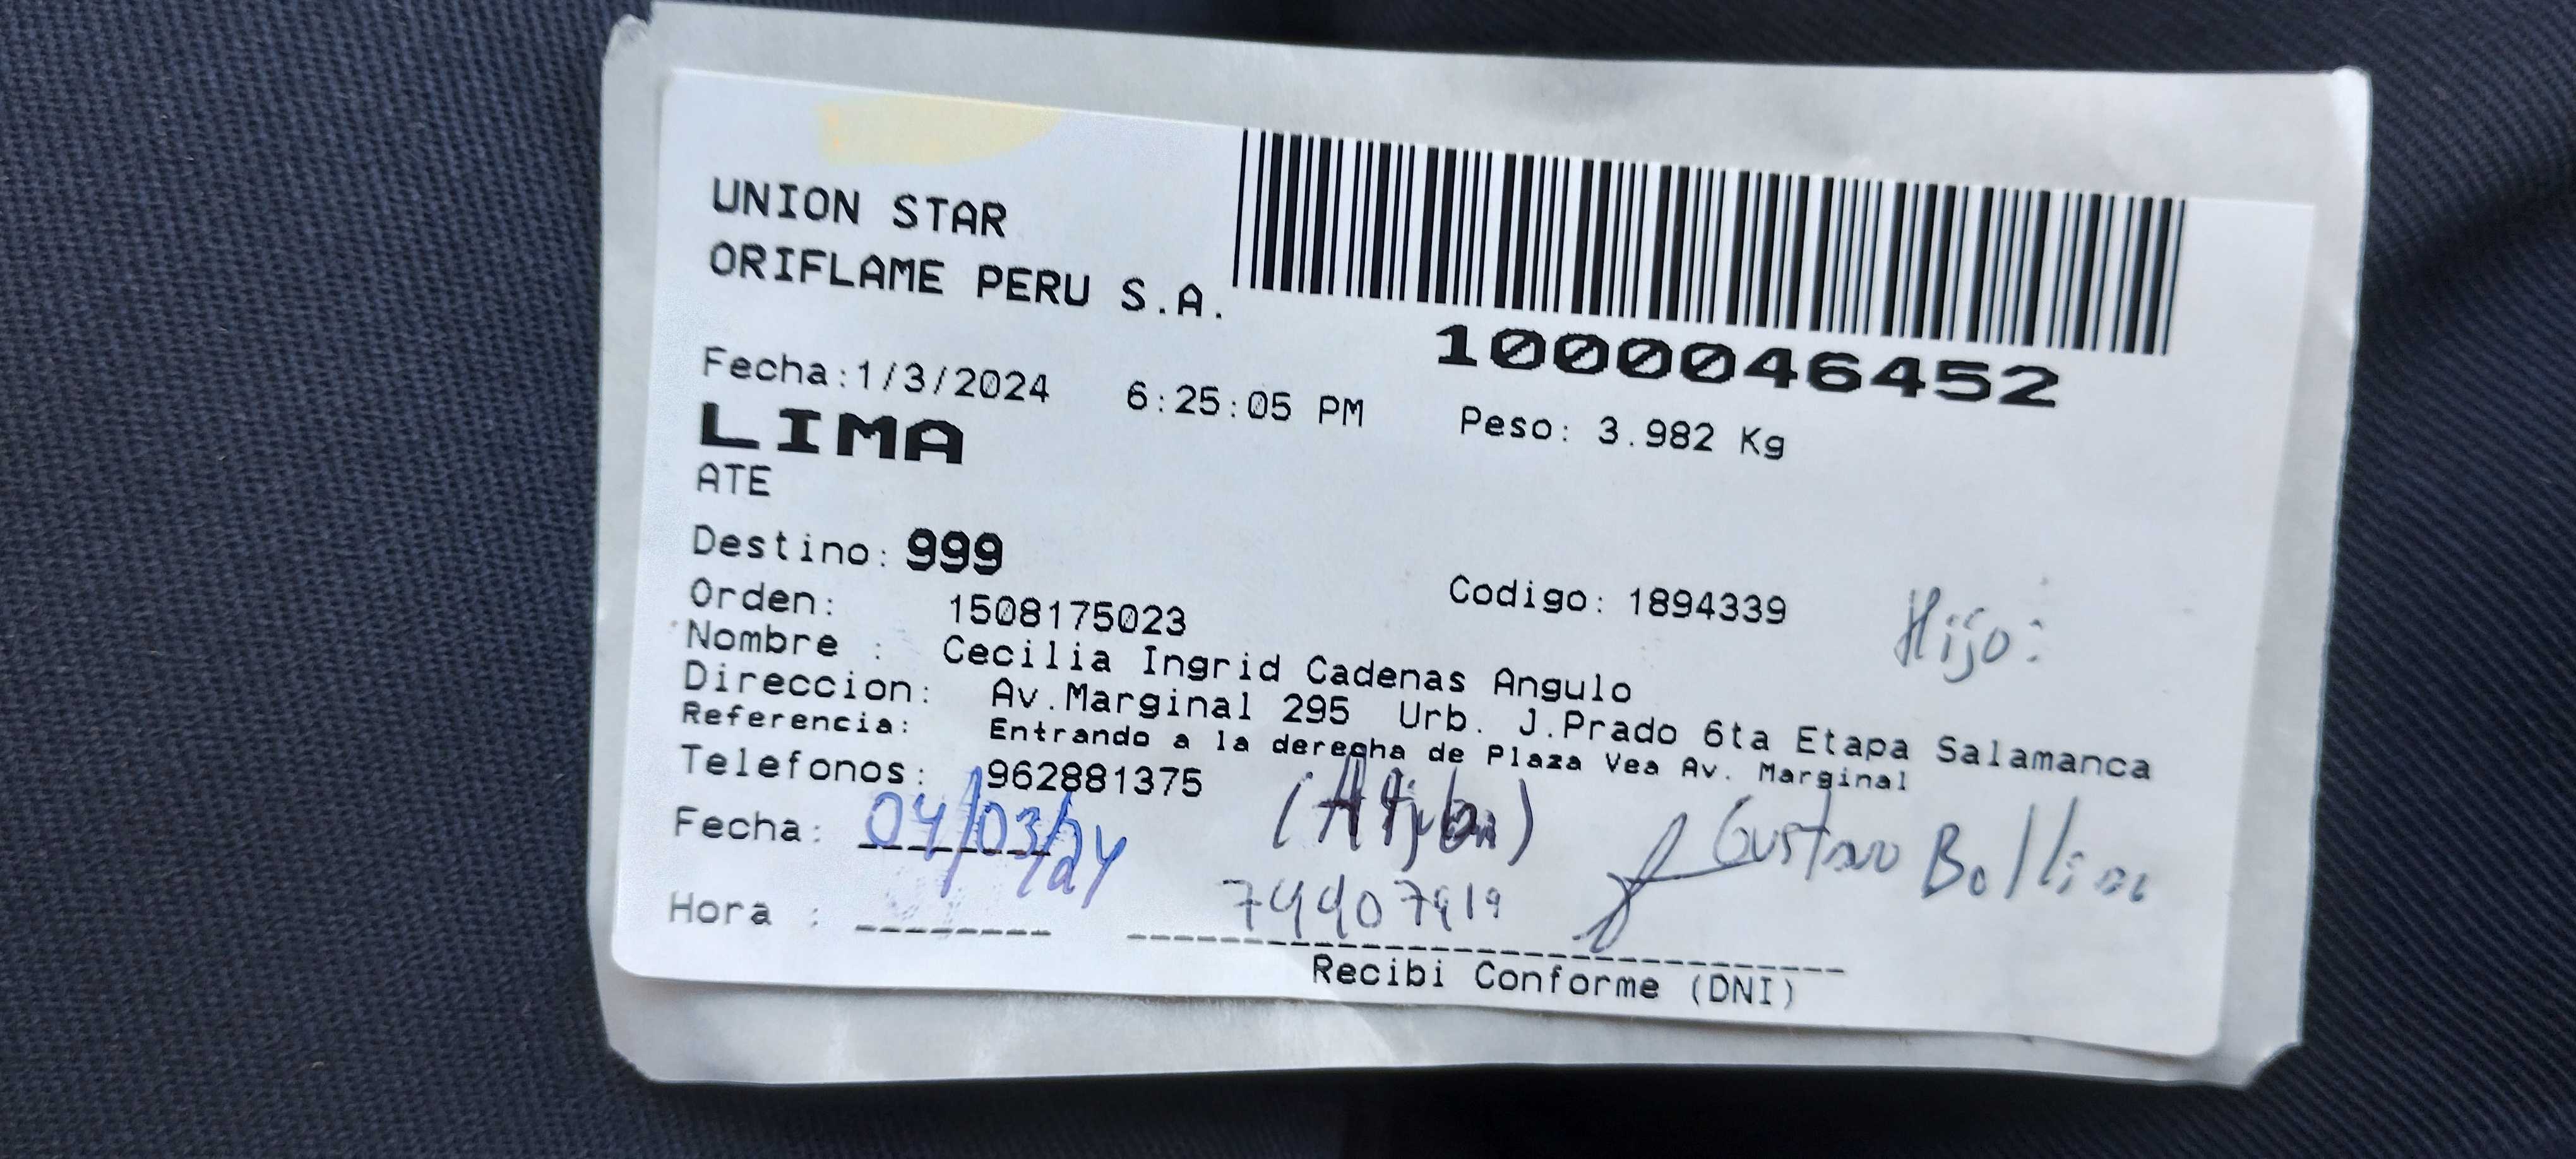 UNION STAR
ORIFLAME PERU S.A.
1000046452
Fecha:1/3/2024 6:25:05 PM Peso: 3.982 Kg
LIMA
ATE
Destino: 999
Orden: 1508175023 Codigo: 1894339
Hijo:
Nombre : Cecilia Ingrid Cadenas Angulo
Direccion: Av.Marginal 295 Urb. J.Prado 6ta Etapa Salamanca
Referencia: Entrando a la derecha de Plaza Vea Av. Marginal
Telefonos: 962881375
Fecha: 04/03/24
Gustavo
Hora :
Recibi Conforme (DNI)